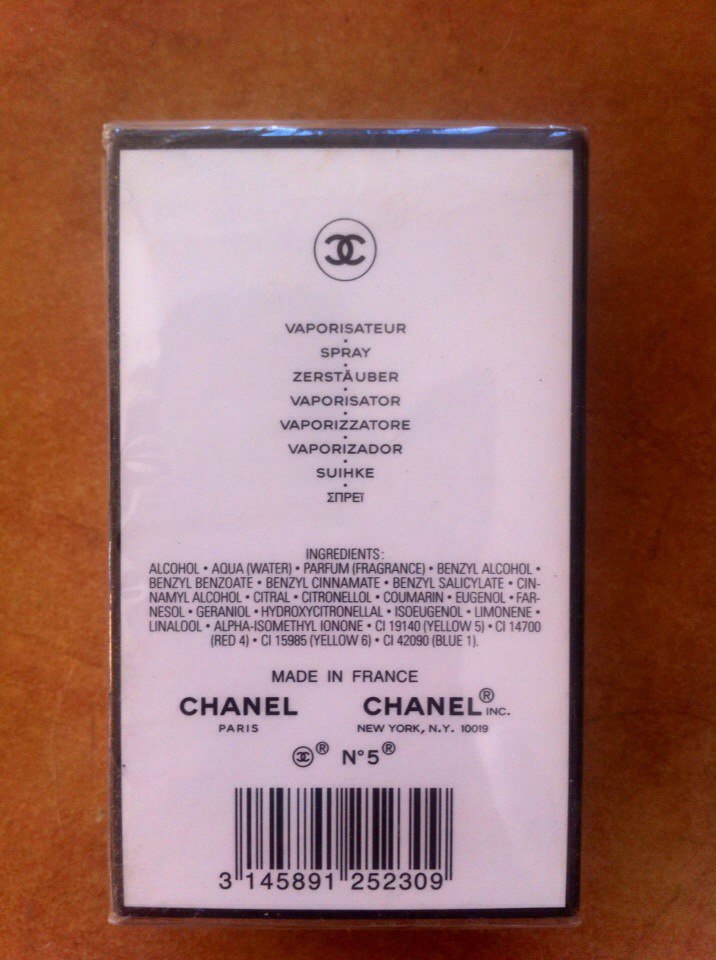 VAPORISATEUR
SPRAY
ZERSTÄUBER
VAPORISATOR
VAPORIZZATORE
VAPORIZADOR
SUIHKE
ΣΠΡΕΪ
INGREDIENTS:
ALCOHOL • AQUA (WATER) • PARFUM (FRAGRANCE) • BENZYL ALCOHOL •
BENZYL BENZOATE • BENZYL CINNAMATE • BENZYL SALICYLATE • CIN-
NAMYL ALCOHOL • CITRAL • CITRONELLOL • COUMARIN • EUGENOL • FAR-
NESOL • GERANIOL • HYDROXYCITRONELLAL • ISOEUGENOL • LIMONENE •
LINALOOL • ALPHA-ISOMETHYL IONONE • CI 19140 (YELLOW 5) • CI 14700
(RED 4) • CI 15985 (YELLOW 6) • CI 42090 (BLUE 1).
MADE IN FRANCE
CHANEL CHANEL® INC.
PARIS NEW YORK, N.Y. 10019
® N°5®
3 145891 252309